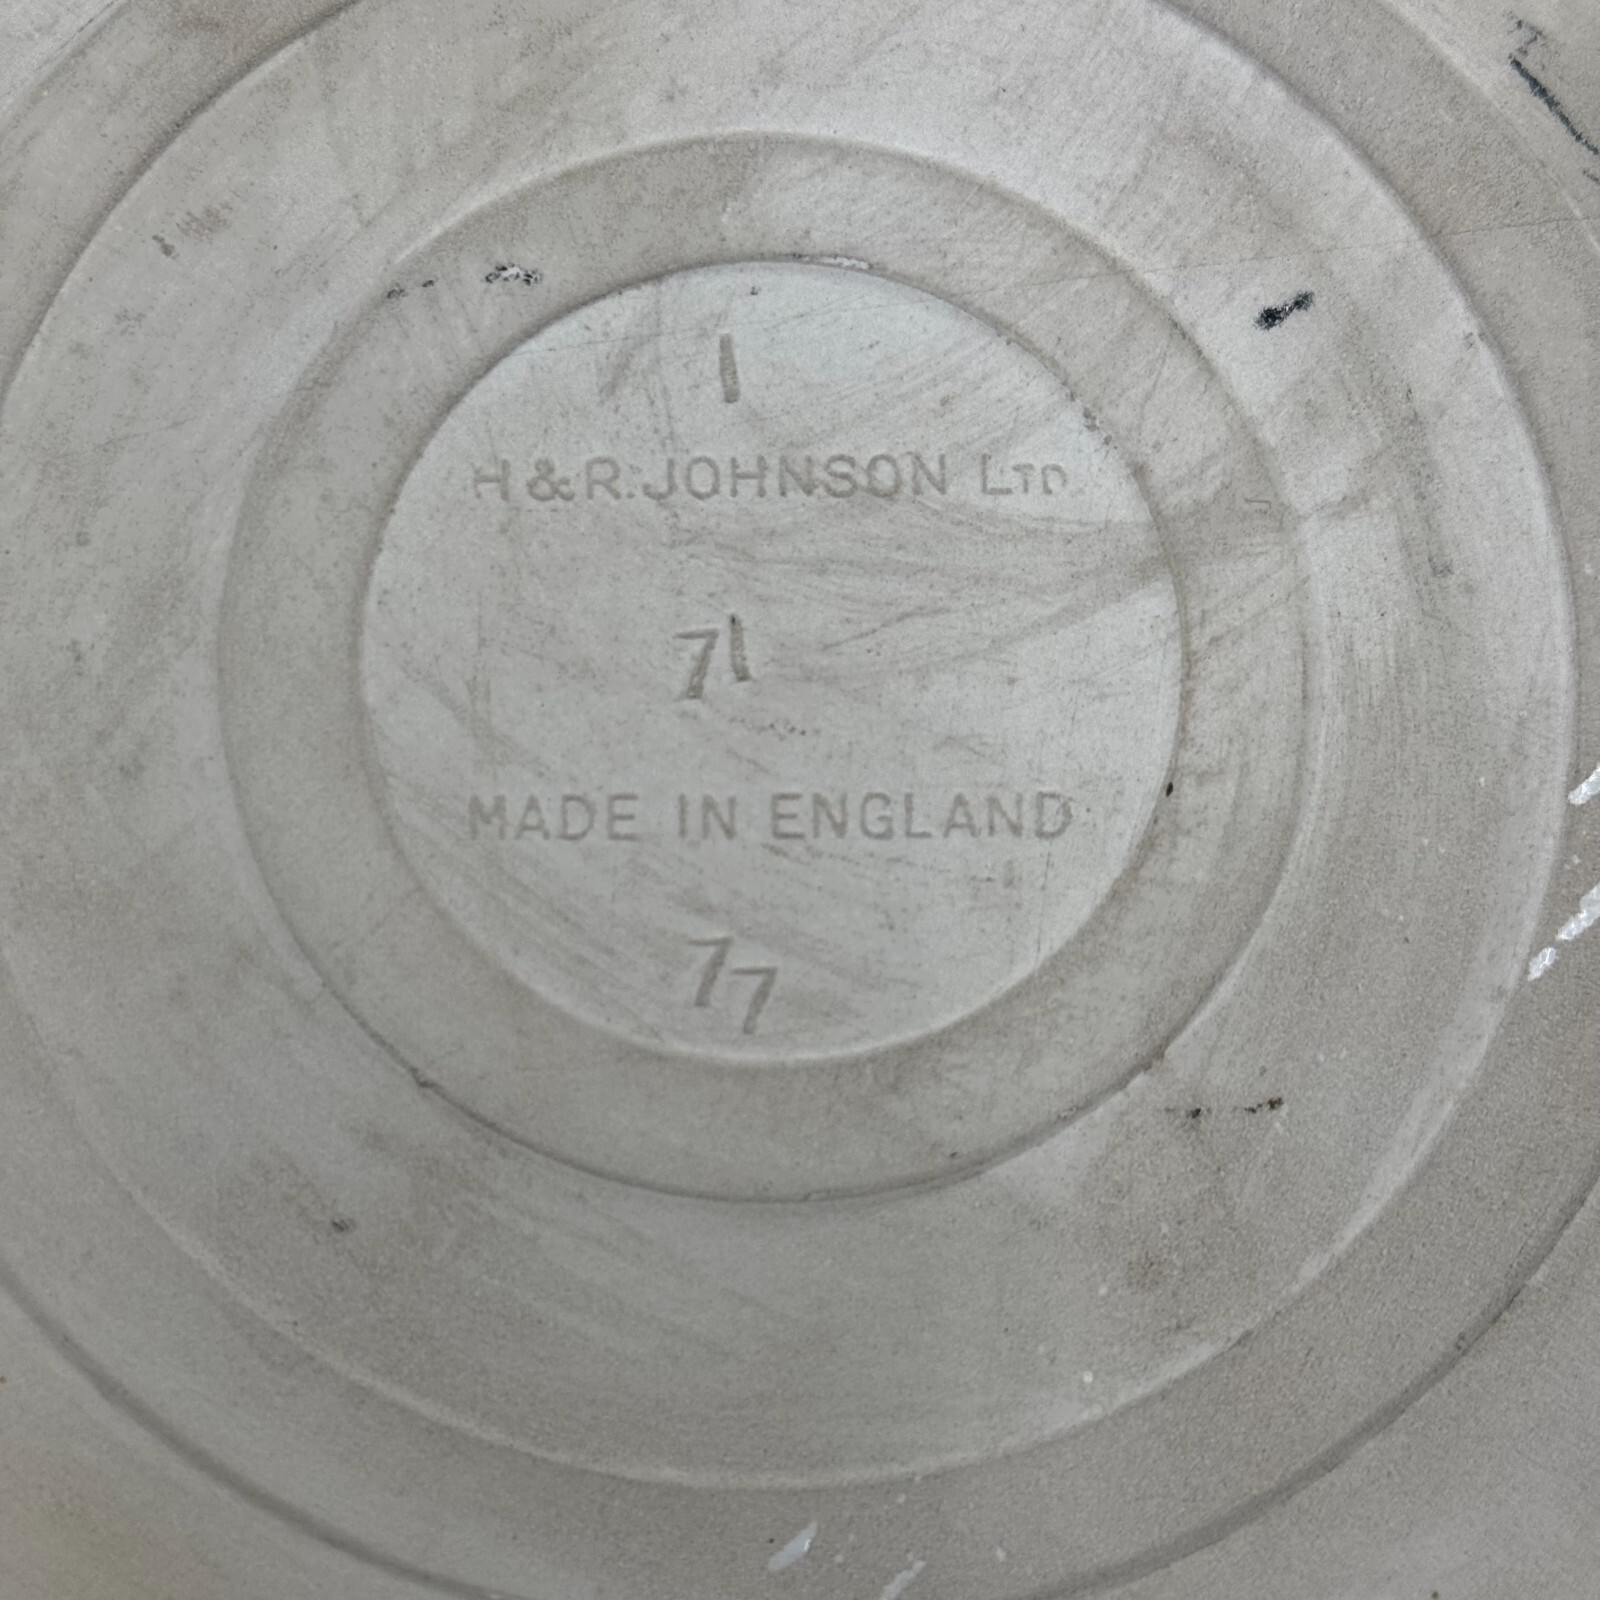 1
H & R. JOHNSON LTD.
71
MADE IN ENGLAND
77